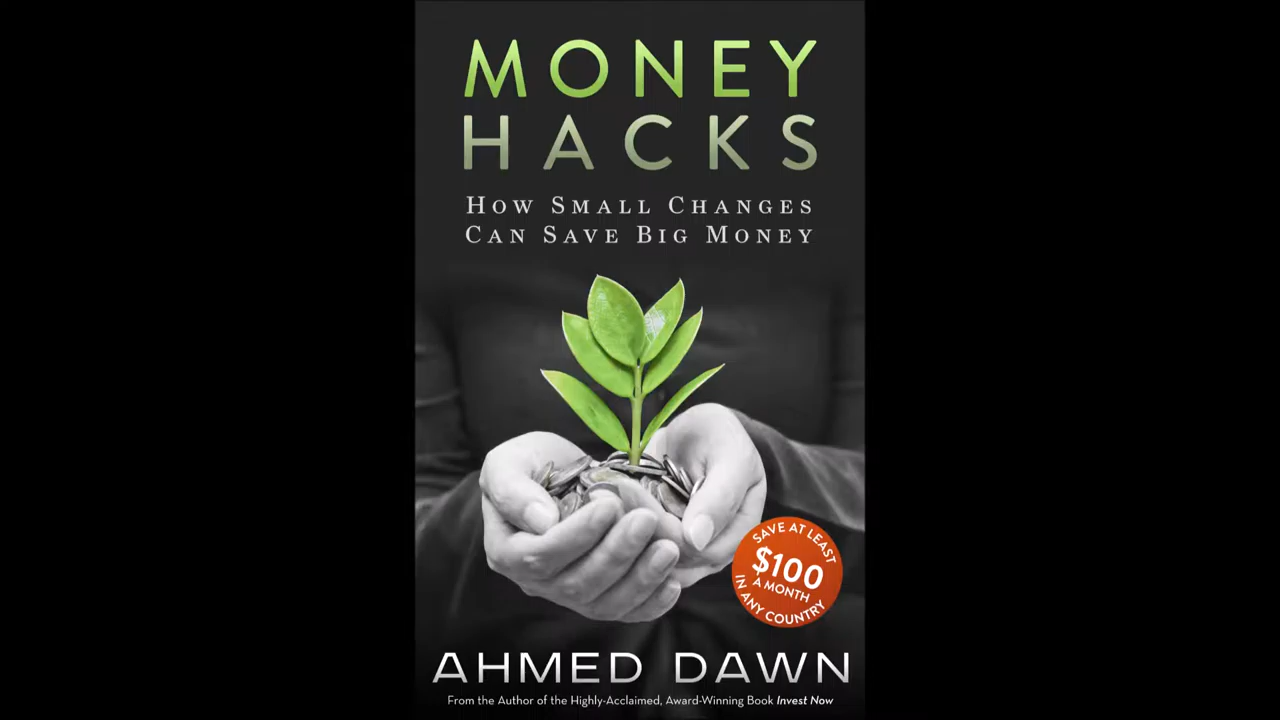 MONEY
HACKS
HOW SMALL CHANGES
CAN SAVE BIG MONEY
SAVE AT LEAST
$100
A MONTH
IN ANY COUNTRY
AHMED DAWN
From the Author of the Highly-Acclaimed, Award-Winning Book Invest Now